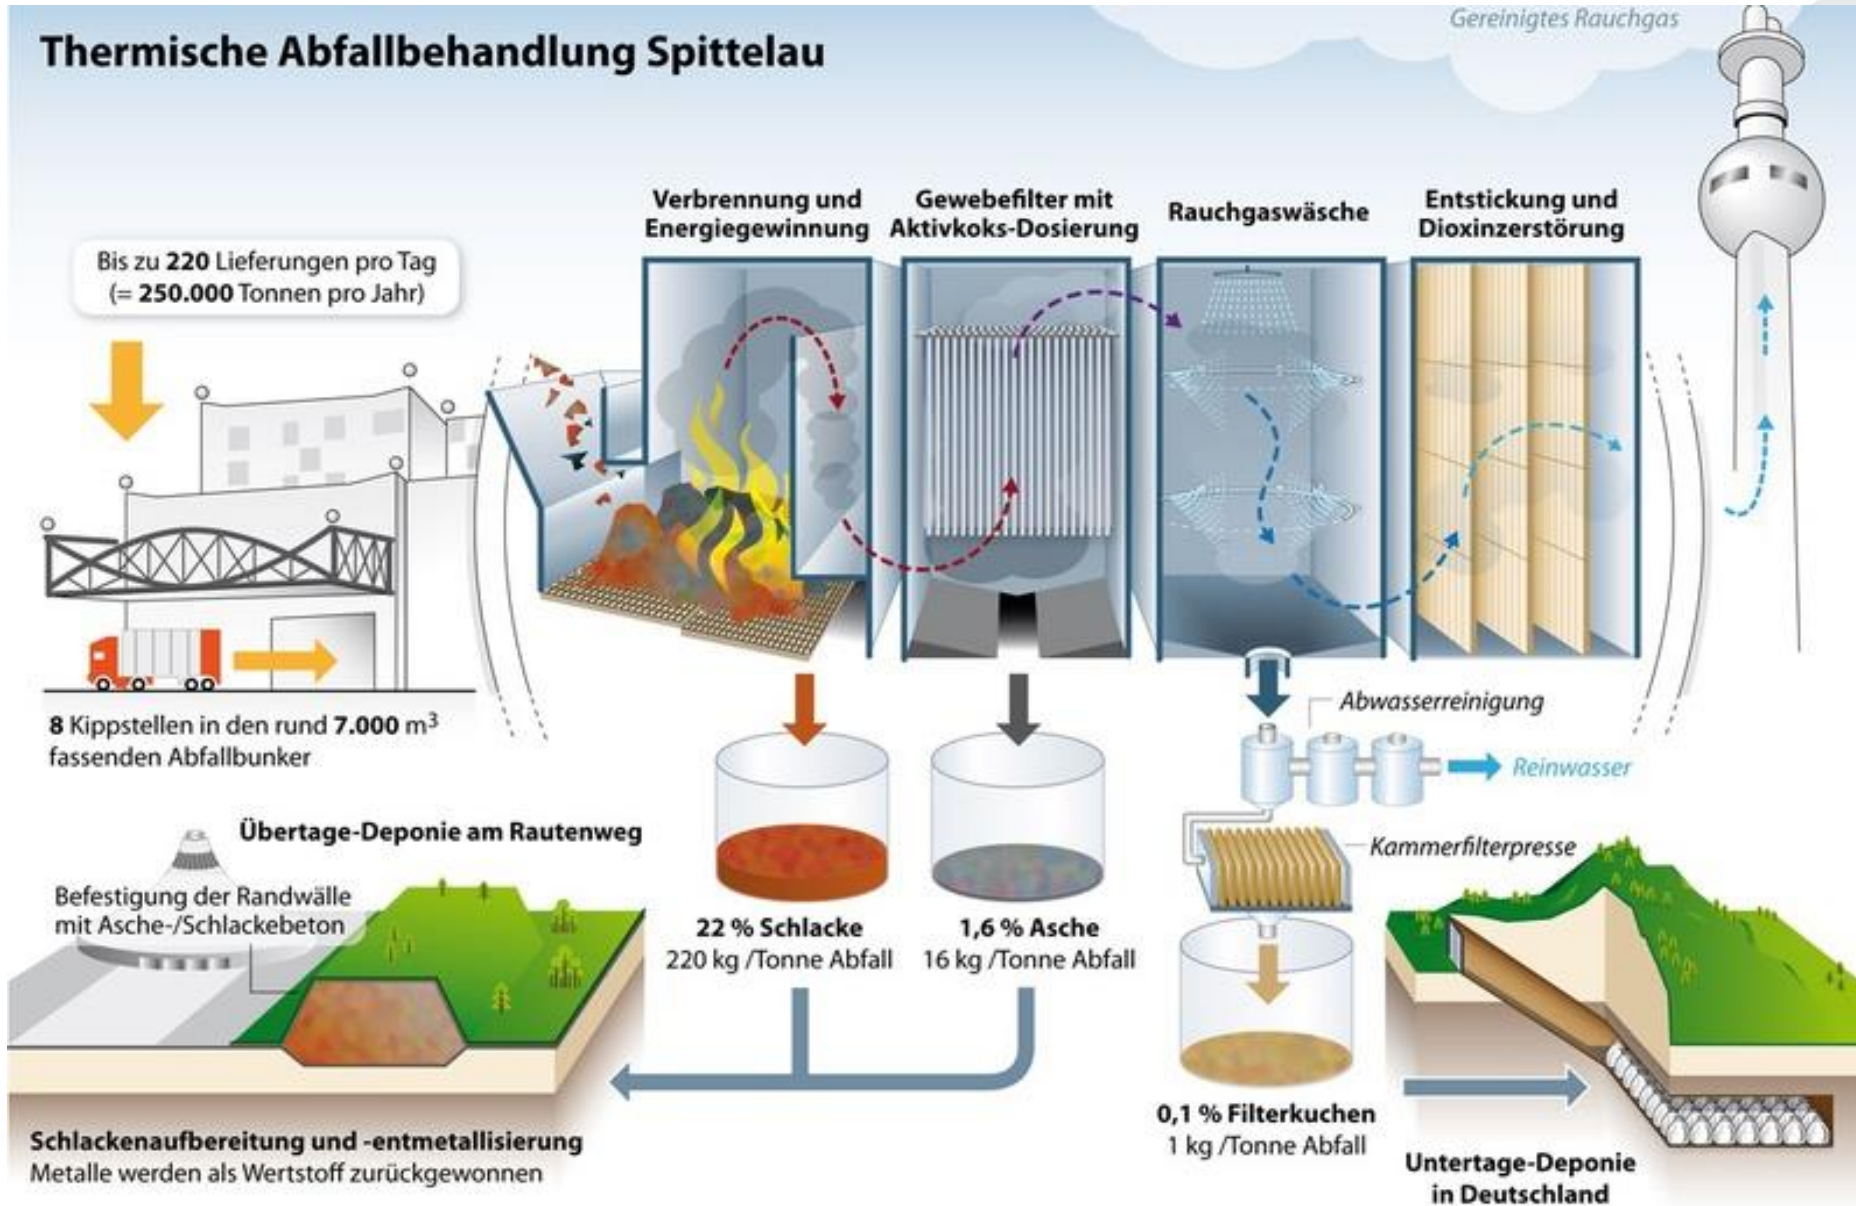 Thermische Abfallbehandlung Spittelau
Gereinigtes Rauchgas
Bis zu 220 Lieferungen pro Tag
(= 250.000 Tonnen pro Jahr)
Verbrennung und
Energiegewinnung
Gewebefilter mit
Aktivkoks-Dosierung
Rauchgaswäsche
Entstickung und
Dioxinzerstörung
8 Kippstellen in den rund 7.000 m³
fassenden Abfallbunker
Abwasserreinigung
Reinwasser
Kammerfilterpresse
Übertage-Deponie am Rautenweg
Befestigung der Randwälle
mit Asche-/Schlackebeton
22 % Schlacke
220 kg /Tonne Abfall
1,6 % Asche
16 kg /Tonne Abfall
0,1 % Filterkuchen
1 kg /Tonne Abfall
Schlackenaufbereitung und -entmetallisierung
Metalle werden als Wertstoff zurückgewonnen
Untertage-Deponie
in Deutschland